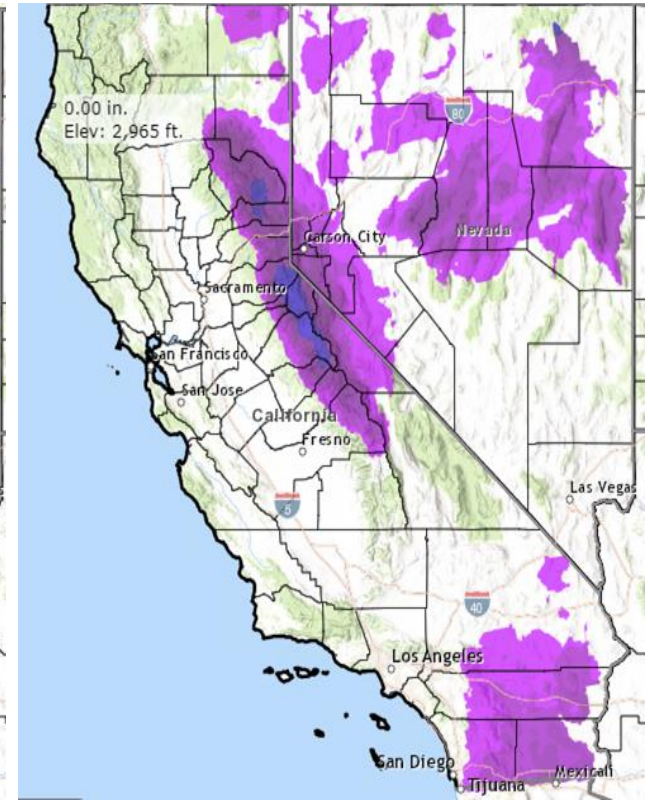 0.00 in.
Elev: 2,965 ft.
80
Carson City
Nevada
Sacramento
San Francisco
San Jose
California
Fresno
5
Las Vegas
40
Los Angeles
San Diego
Tijuana
Mexicali